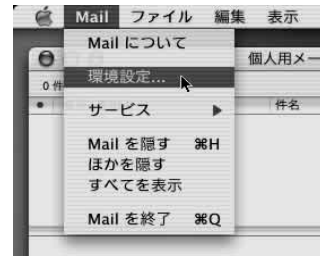 Mail ファイル 編集 表示
Mail について
個人用メー
環境設定...
0 件
サービス
件名
Mail を隠す ⌘H
ほかを隠す
すべてを表示
Mail を終了 ⌘Q